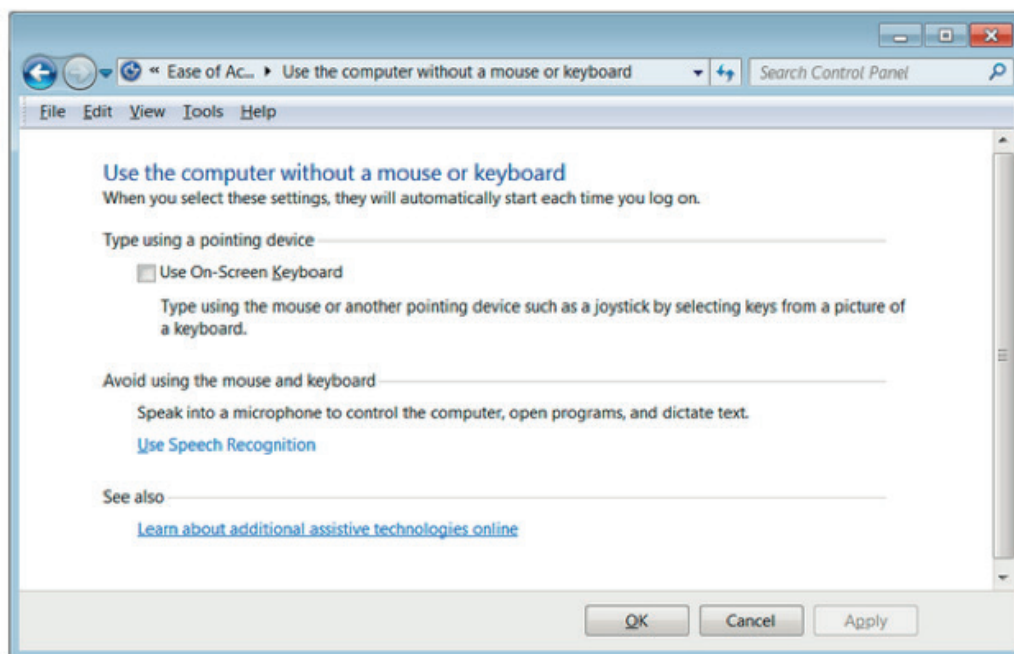 « Ease of Ac... ▸ Use the computer without a mouse or keyboard
Search Control Panel
File Edit View Tools Help
Use the computer without a mouse or keyboard
When you select these settings, they will automatically start each time you log on.
Type using a pointing device
Use On-Screen Keyboard
Type using the mouse or another pointing device such as a joystick by selecting keys from a picture of
a keyboard.
Avoid using the mouse and keyboard
Speak into a microphone to control the computer, open programs, and dictate text.
Use Speech Recognition
See also
Learn about additional assistive technologies online
OK Cancel Apply